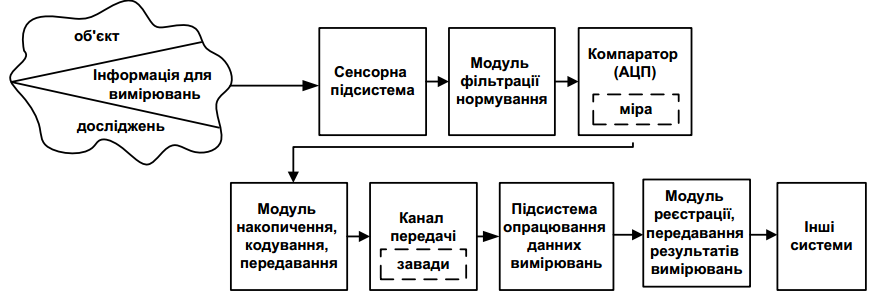 об'єкт
Інформація для
вимірювань
досліджень
Сенсорна
підсистема
Модуль
фільтрації
нормування
Компаратор
(АЦП)
міра
Модуль
накопичення,
кодування,
передавання
Канал
передачі
завади
Підсистема
опрацювання
данних
вимірювань
Модуль
реєстрації,
передавання
результатів
вимірювань
Інші
системи